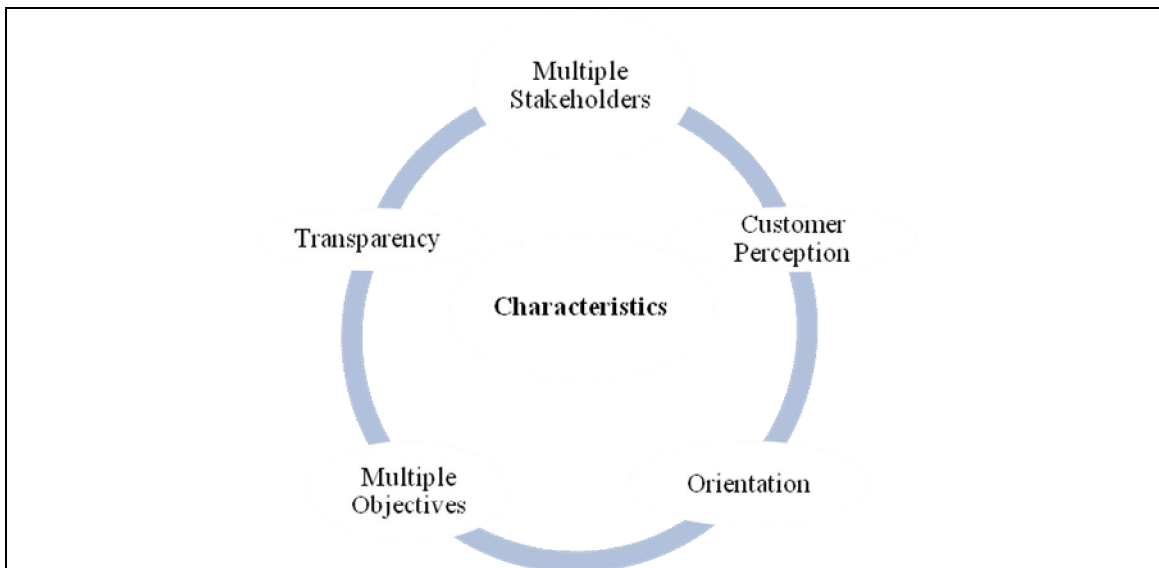 Multiple
Stakeholders
Customer
Perception
Transparency
Characteristics
Orientation
Multiple
Objectives